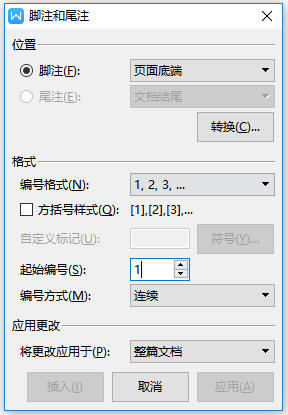 脚注和尾注
位置
脚注(F): 页面底端
尾注(E): 文档结尾
转换(C)...
格式
编号格式(N): 1, 2, 3, ...
方括号样式(Q): [1],[2],[3],...
自定义标记(U): 符号(Y)...
起始编号(S): 1
编号方式(M): 连续
应用更改
将更改应用于(P): 整篇文档
插入(I) 取消 应用(A)